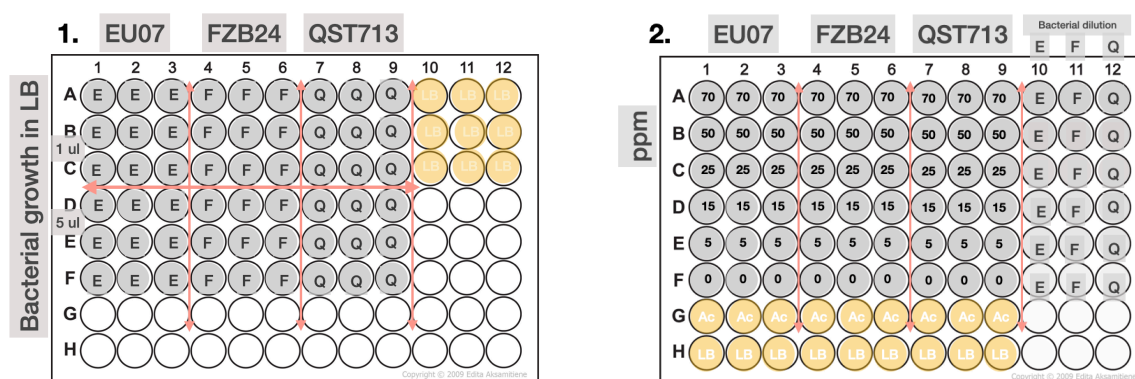 1. EU07 FZB24 QST713
Bacterial growth in LB
1 2 3 4 5 6 7 8 9 10 11 12
A E E E F F F Q Q Q LB LB LB
B E E E F F F Q Q Q LB LB LB
1 ul
C E E E F F F Q Q Q LB LB LB
D E E E F F F Q Q Q
5 ul
E E E E F F F Q Q Q
F E E E F F F Q Q Q
G
H
Copyright © 2009 Edita Aksamitiene
2. EU07 FZB24 QST713
Bacterial dilution
E F Q
ppm
1 2 3 4 5 6 7 8 9 10 11 12
A 70 70 70 70 70 70 70 70 70 E F Q
B 50 50 50 50 50 50 50 50 50 E F Q
C 25 25 25 25 25 25 25 25 25 E F Q
D 15 15 15 15 15 15 15 15 15 E F Q
E 5 5 5 5 5 5 5 5 5 E F Q
F 0 0 0 0 0 0 0 0 0 E F Q
G Ac Ac Ac Ac Ac Ac Ac Ac Ac
H LB LB LB LB LB LB LB LB LB
Copyright © 2009 Edita Aksamitiene